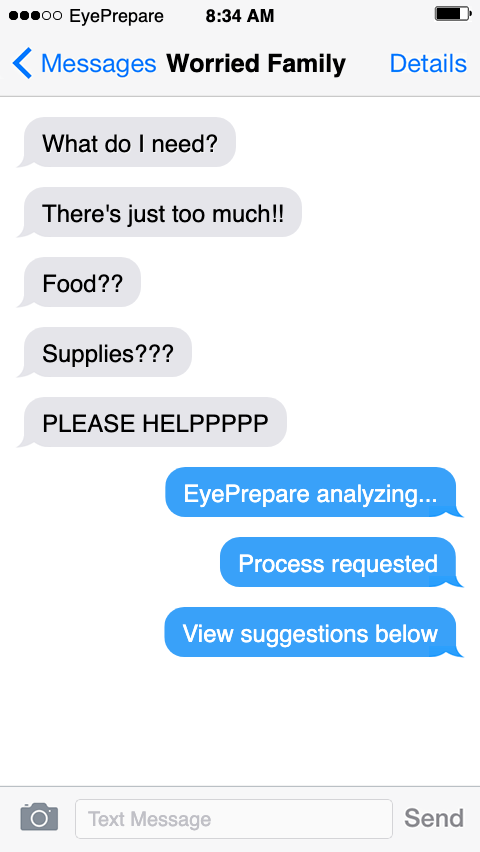 EyePrepare 8:34 AM
Messages Worried Family Details
What do I need?
There's just too much!!
Food??
Supplies???
PLEASE HELPPPPP
EyePrepare analyzing...
Process requested
View suggestions below
Text Message Send